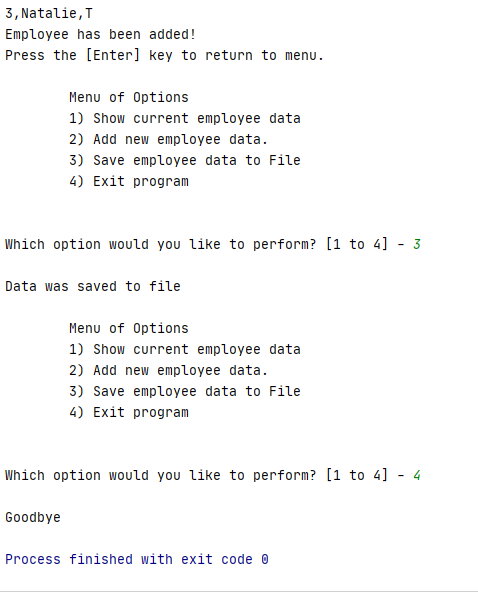 3,Natalie,T
Employee has been added!
Press the [Enter] key to return to menu.
Menu of Options
1) Show current employee data
2) Add new employee data.
3) Save employee data to File
4) Exit program
Which option would you like to perform? [1 to 4] - 3
Data was saved to file
Menu of Options
1) Show current employee data
2) Add new employee data.
3) Save employee data to File
4) Exit program
Which option would you like to perform? [1 to 4] - 4
Goodbye
Process finished with exit code 0